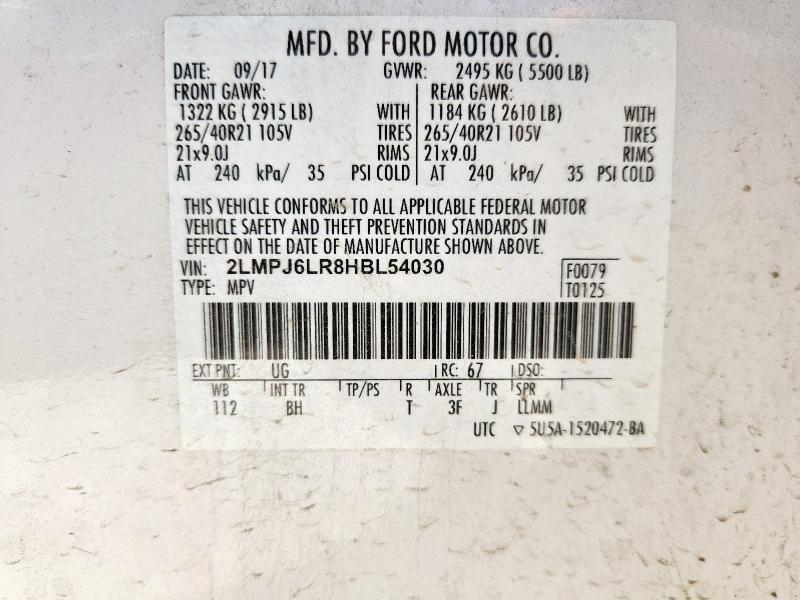 MFD. BY FORD MOTOR CO.
DATE: 09/17 GVWR: 2495 KG ( 5500 LB)
FRONT GAWR: REAR GAWR:
1322 KG ( 2915 LB) WITH 1184 KG ( 2610 LB) WITH
265/40R21 105V TIRES 265/40R21 105V TIRES
21x9.0J RIMS 21x9.0J RIMS
AT 240 kPa/ 35 PSI COLD AT 240 kPa/ 35 PSI COLD
THIS VEHICLE CONFORMS TO ALL APPLICABLE FEDERAL MOTOR
VEHICLE SAFETY AND THEFT PREVENTION STANDARDS IN
EFFECT ON THE DATE OF MANUFACTURE SHOWN ABOVE.
VIN: 2LMPJ6LR8HBL54030 F0079
TYPE: MPV T0125
EXT PNT: UG RC: 67 DSO:
WB INT TR TP/PS R AXLE TR SPR
112 BH T 3F J LLMM
UTC ▽ 5U5A-1520472-BA